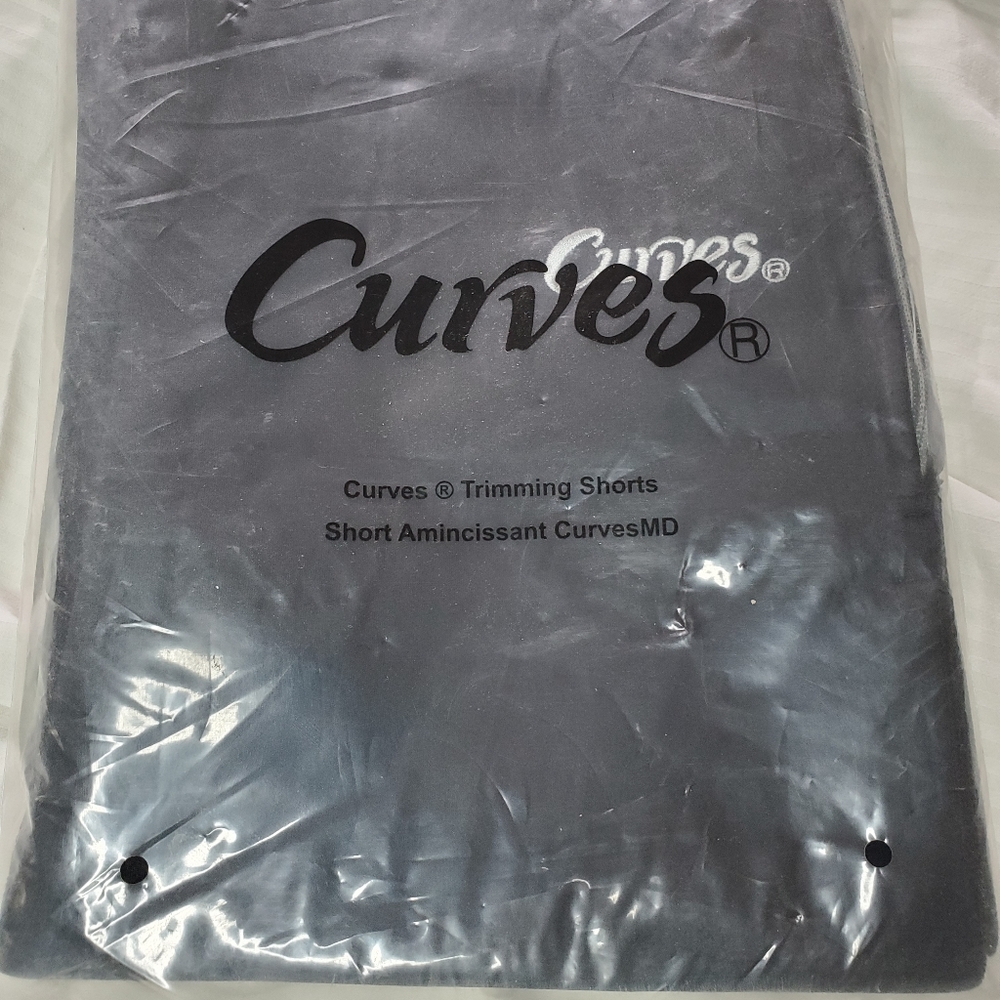 Curves®
Curves®
Curves ® Trimming Shorts
Short Amincissant CurvesMD